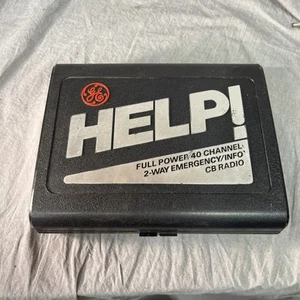 GE
HELP!
FULL POWER/40 CHANNEL
2-WAY EMERGENCY/INFO
CB RADIO